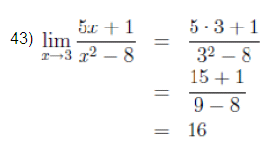 43) lim x→3 (5x + 1)/(x² − 8) = (5 · 3 + 1)/(3² − 8)
= (15 + 1)/(9 − 8)
= 16